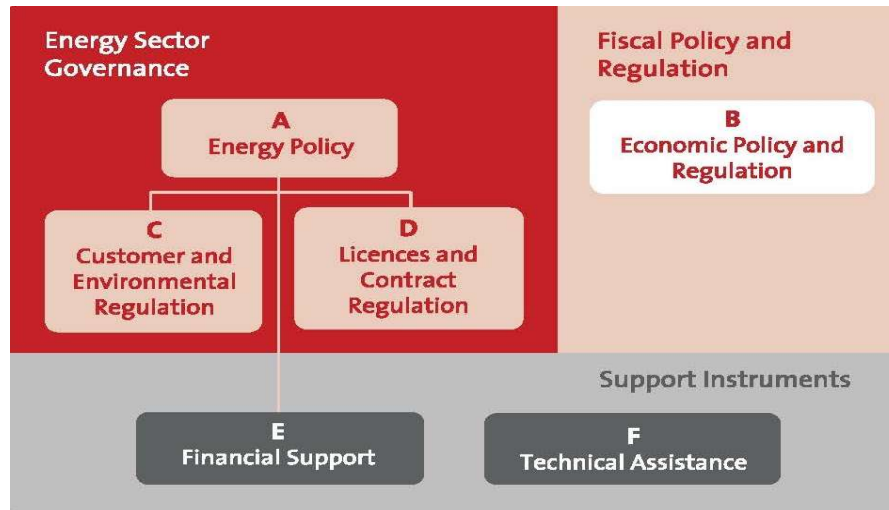 Energy Sector
Governance
Fiscal Policy and
Regulation
A
Energy Policy
B
Economic Policy and
Regulation
C
Customer and
Environmental
Regulation
D
Licences and
Contract
Regulation
Support Instruments
E
Financial Support
F
Technical Assistance